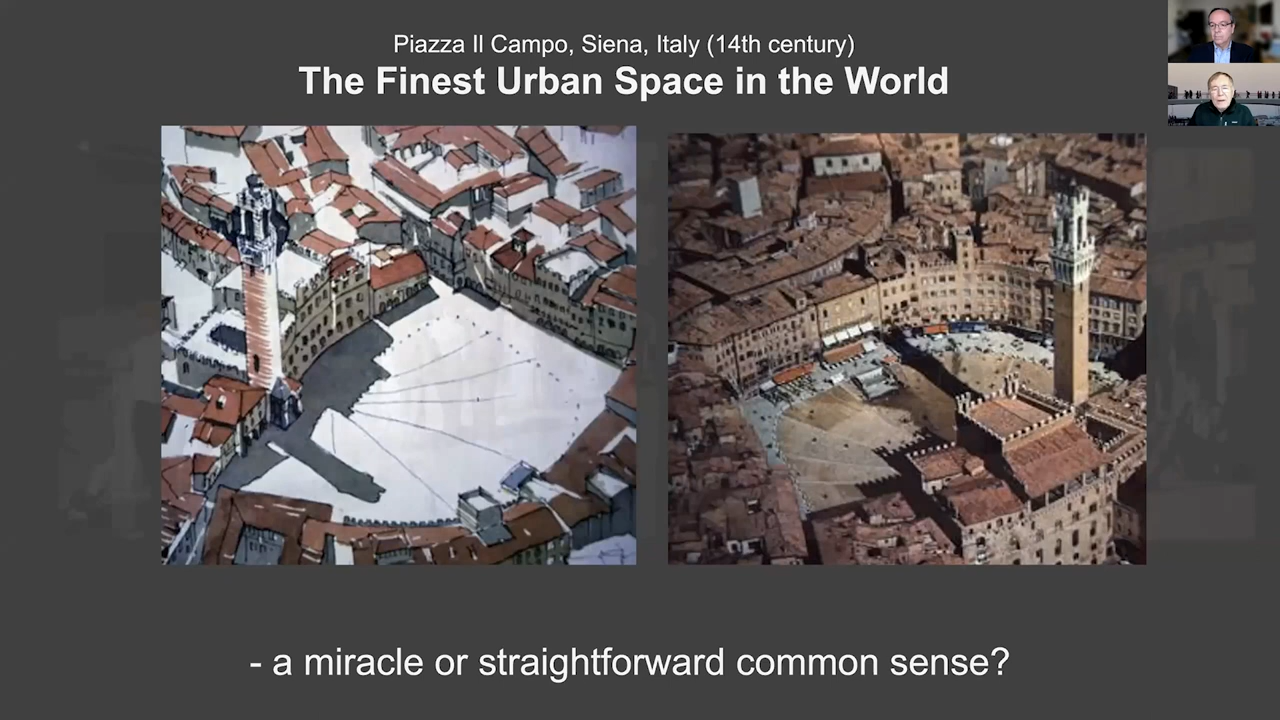 Piazza Il Campo, Siena, Italy (14th century)
The Finest Urban Space in the World
- a miracle or straightforward common sense?